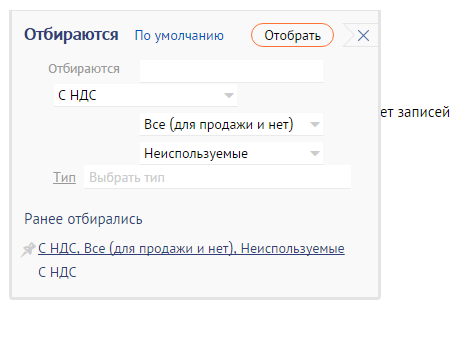 Отбираются По умолчанию Отобрать
Отбираются
С НДС
ет записей
Все (для продажи и нет)
Неиспользуемые
Тип Выбрать тип
Ранее отбирались
С НДС, Все (для продажи и нет), Неиспользуемые
С НДС